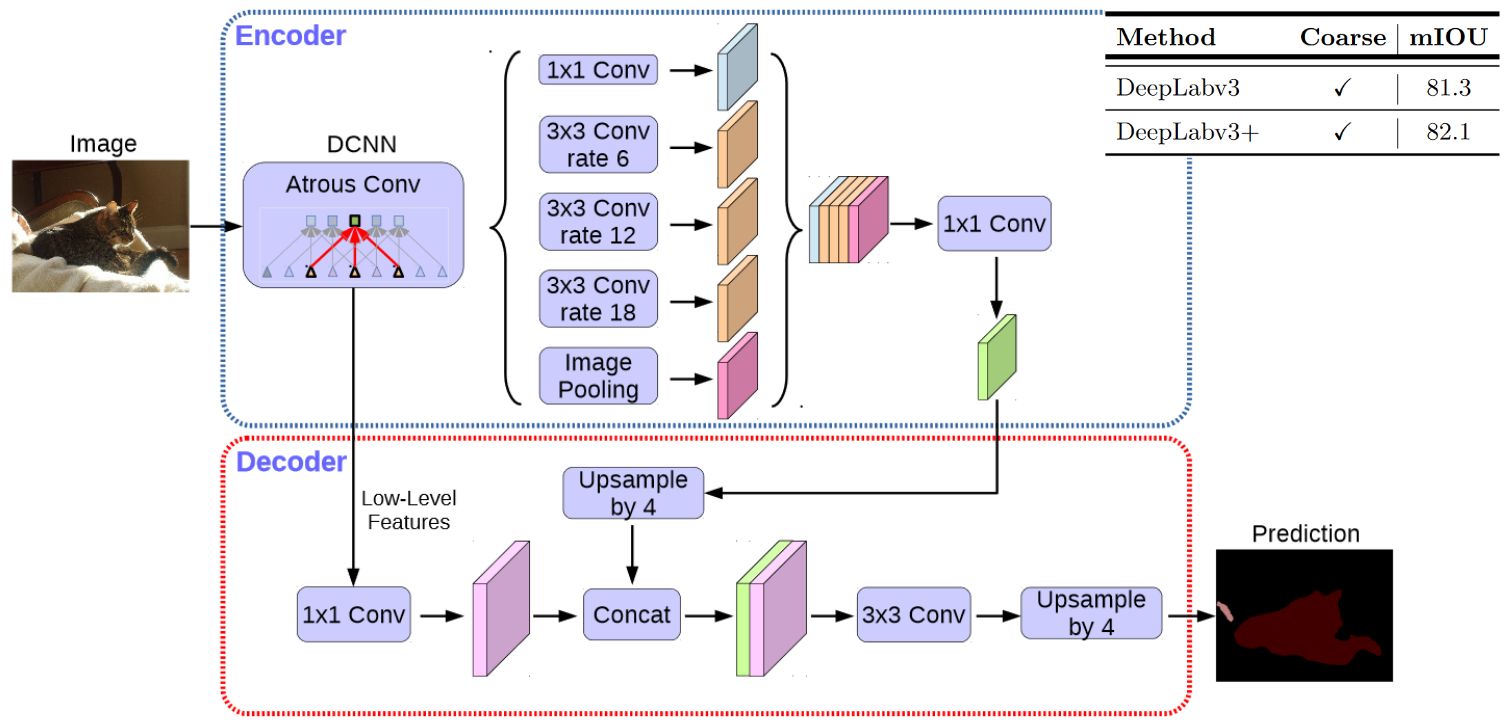 Encoder
Method Coarse mIOU
DeepLabv3 ✓ 81.3
DeepLabv3+ ✓ 82.1
Image
DCNN
Atrous Conv
1x1 Conv
3x3 Conv
rate 6
3x3 Conv
rate 12
3x3 Conv
rate 18
Image
Pooling
1x1 Conv
Decoder
Low-Level
Features
Upsample
by 4
1x1 Conv
Concat
3x3 Conv
Upsample
by 4
Prediction